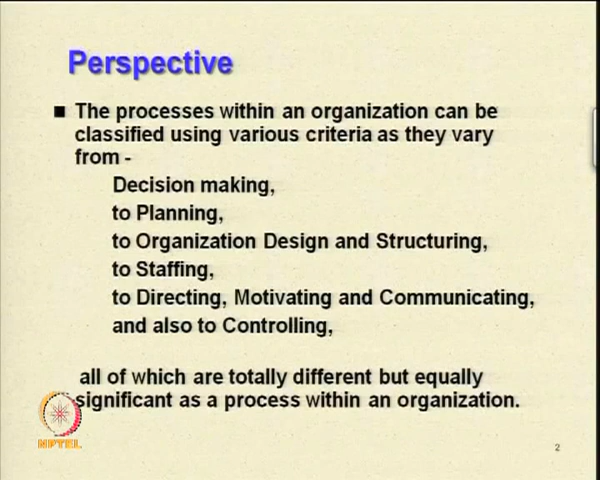 Perspective
■ The processes within an organization can be
classified using various criteria as they vary
from -
Decision making,
to Planning,
to Organization Design and Structuring,
to Staffing,
to Directing, Motivating and Communicating,
and also to Controlling,
all of which are totally different but equally
significant as a process within an organization.
NPTEL
2